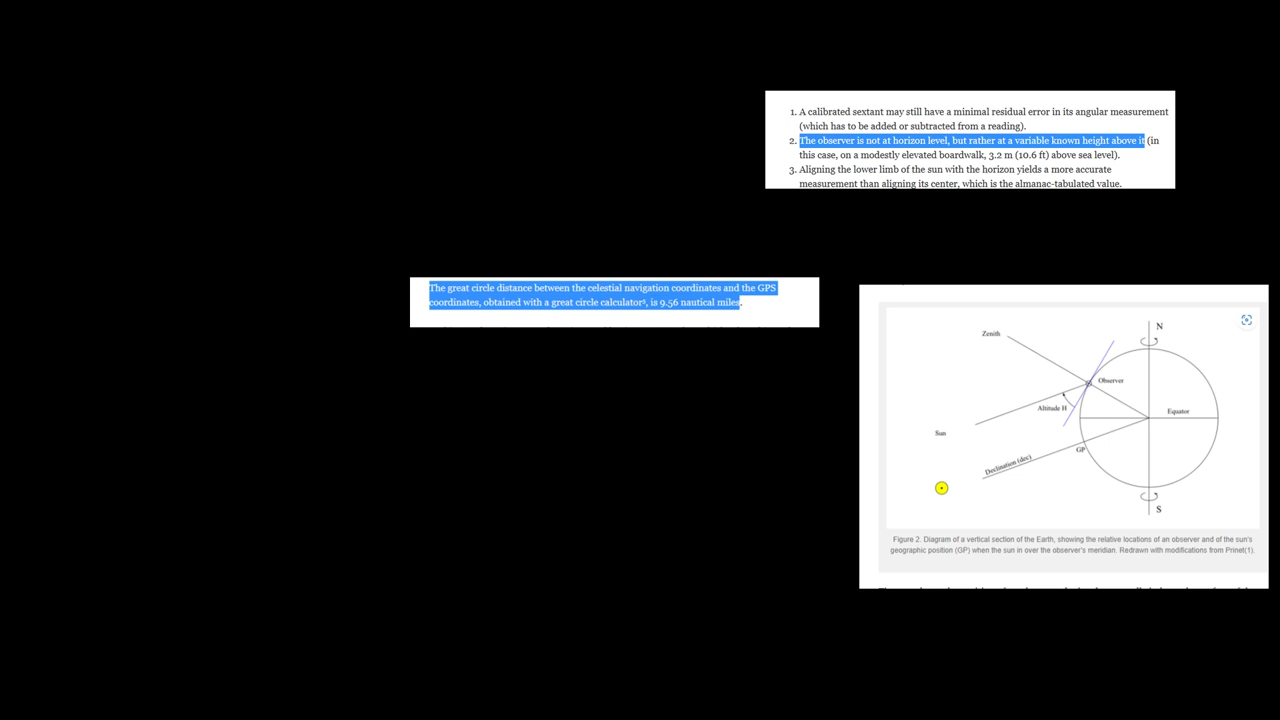 1. A calibrated sextant may still have a minimal residual error in its angular measurement
(which has to be added or subtracted from a reading).
2. The observer is not at horizon level, but rather at a variable known height above it (in
this case, on a modestly elevated boardwalk, 3.2 m (10.6 ft) above sea level).
3. Aligning the lower limb of the sun with the horizon yields a more accurate
measurement than aligning its center, which is the almanac-tabulated value.
The great circle distance between the celestial navigation coordinates and the GPS
coordinates, obtained with a great circle calculator⁵, is 9.56 nautical miles.
N
Zenith
Observer
Altitude H
Equator
Sun
GP
Declination (dec)
S
Figure 2. Diagram of a vertical section of the Earth, showing the relative locations of an observer and of the sun's
geographic position (GP) when the sun in over the observer's meridian. Redrawn with modifications from Prinet(1).